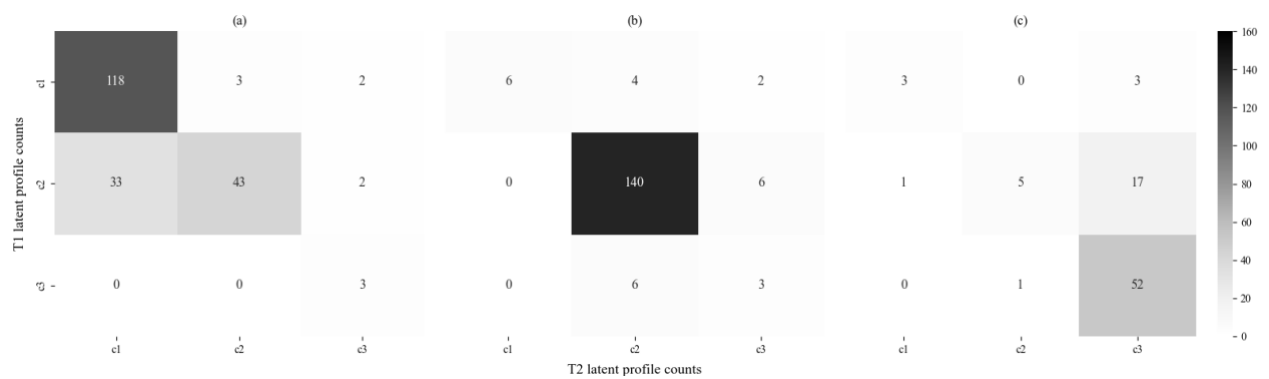 (a) (b) (c)
c1 118 3 2 6 4 2 3 0 3
c2 33 43 2 0 140 6 1 5 17
c3 0 0 3 0 6 3 0 1 52
T1 latent profile counts
c1 c2 c3 c1 c2 c3 c1 c2 c3
T2 latent profile counts
160
140
120
100
80
60
40
20
0